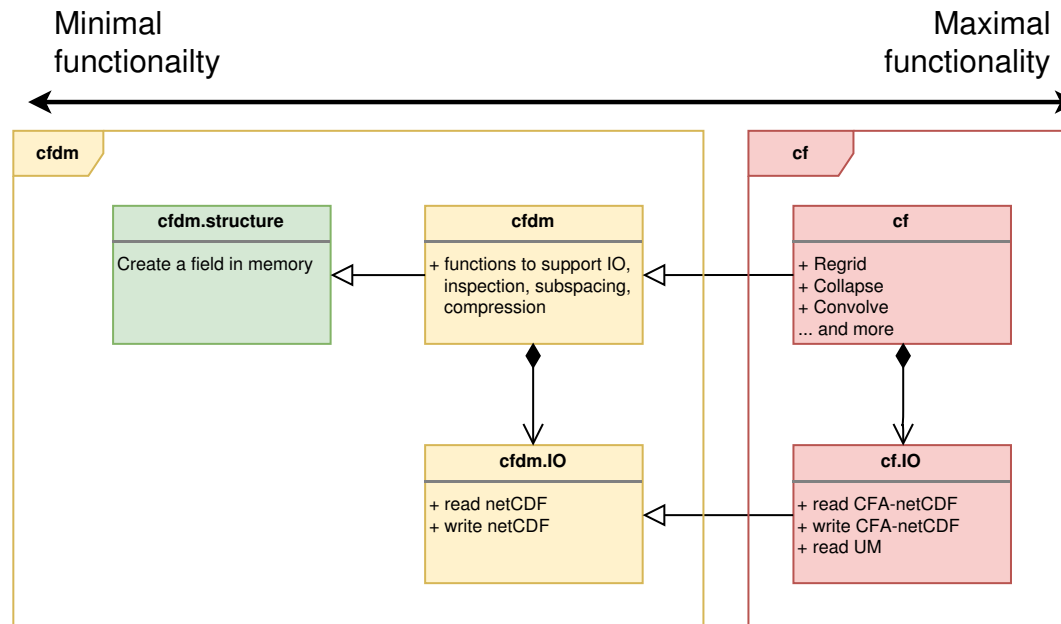 Minimal
functionailty
Maximal
functionality
cfdm
cf
cfdm.structure
Create a field in memory
cfdm
+ functions to support IO,
inspection, subspacing,
compression
cf
+ Regrid
+ Collapse
+ Convolve
... and more
cfdm.IO
+ read netCDF
+ write netCDF
cf.IO
+ read CFA-netCDF
+ write CFA-netCDF
+ read UM